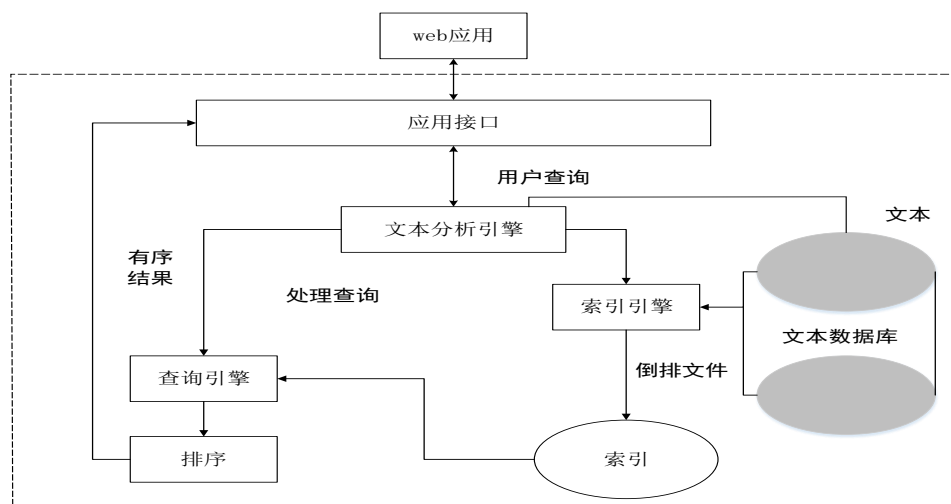 web应用
应用接口
用户查询
文本
文本分析引擎
有序
结果
处理查询
索引引擎
文本数据库
查询引擎
倒排文件
排序
索引